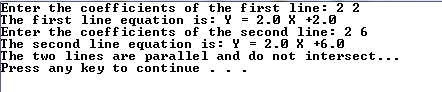 Enter the coefficients of the first line: 2 2
The first line equation is: Y = 2.0 X +2.0
Enter the coefficients of the second line: 2 6
The second line equation is: Y = 2.0 X +6.0
The two lines are parallel and do not intersect...
Press any key to continue . . .